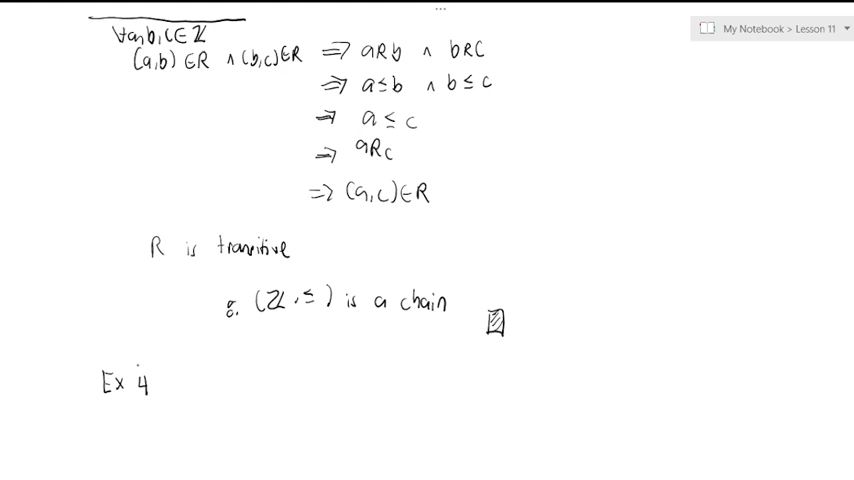 My Notebook > Lesson 11
∀a,b,c∈ℤ
(a,b)∈R ∧ (b,c)∈R ⇒ aRb ∧ bRc
⇒ a≤b ∧ b≤c
⇒ a≤c
⇒ aRc
⇒ (a,c)∈R
R is transitive
(ℤ,≤) is a chain
Ex 4